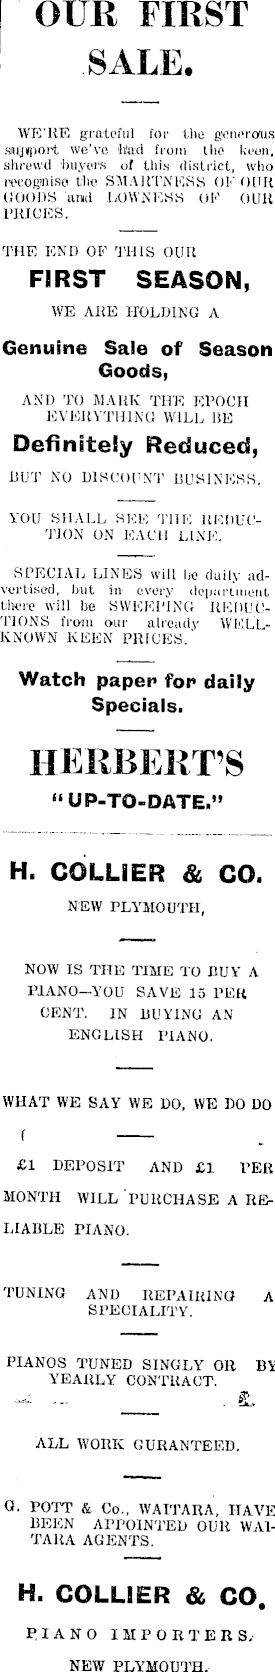 OUR FIRST
SALE.
WE'RE grateful for the generous
support we've had from the keen,
shrewd buyers of this district, who
recognise the SMARTNESS OF OUR
GOODS and LOWNESS OF OUR
PRICES.
THE END OF THIS OUR
FIRST SEASON,
WE ARE HOLDING A
Genuine Sale of Season
Goods,
AND TO MARK THE EPOCH
EVERYTHING WILL BE
Definitely Reduced,
BUT NO DISCOUNT BUSINESS.
YOU SHALL SEE THE REDUC-
TION ON EACH LINE.
SPECIAL LINES will be daily ad-
vertised, but in every department
there will be SWEEPING REDUC-
TIONS from our already WELL-
KNOWN KEEN PRICES.
Watch paper for daily
Specials.
HERBERT'S
"UP-TO-DATE."
H. COLLIER & CO.
NEW PLYMOUTH,
NOW IS THE TIME TO BUY A
PIANO—YOU SAVE 15 PER
CENT. IN BUYING AN
ENGLISH PIANO.
WHAT WE SAY WE DO, WE DO DO
£1 DEPOSIT AND £1 PER
MONTH WILL PURCHASE A RE-
LIABLE PIANO.
TUNING AND REPAIRING A
SPECIALITY.
PIANOS TUNED SINGLY OR BY
YEARLY CONTRACT.
ALL WORK GURANTEED.
G. POTT & Co., WAITARA, HAVE
BEEN APPOINTED OUR WAI-
TARA AGENTS.
H. COLLIER & CO.
PIANO IMPORTERS,
NEW PLYMOUTH.